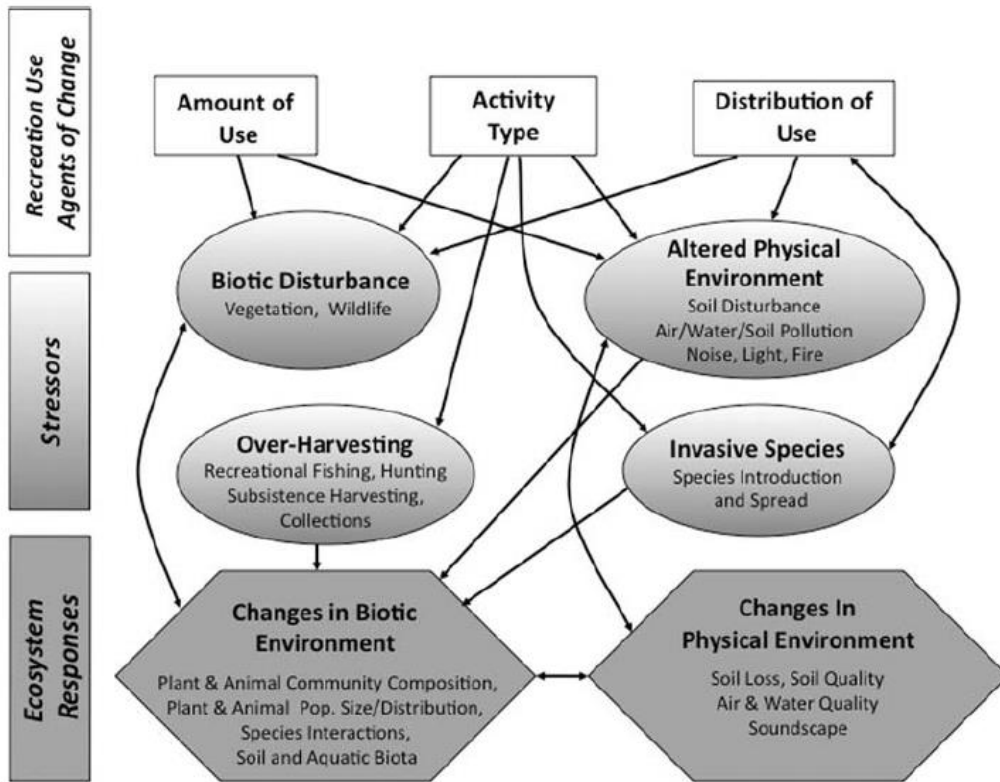 Recreation Use
Agents of Change
Amount of
Use
Activity
Type
Distribution of
Use
Stressors
Biotic Disturbance
Vegetation, Wildlife
Altered Physical
Environment
Soil Disturbance
Air/Water/Soil Pollution
Noise, Light, Fire
Over-Harvesting
Recreational Fishing, Hunting
Subsistence Harvesting,
Collections
Invasive Species
Species Introduction
and Spread
Ecosystem
Responses
Changes in Biotic
Environment
Plant & Animal Community Composition,
Plant & Animal Pop. Size/Distribution,
Species Interactions,
Soil and Aquatic Biota
Changes In
Physical Environment
Soil Loss, Soil Quality
Air & Water Quality
Soundscape